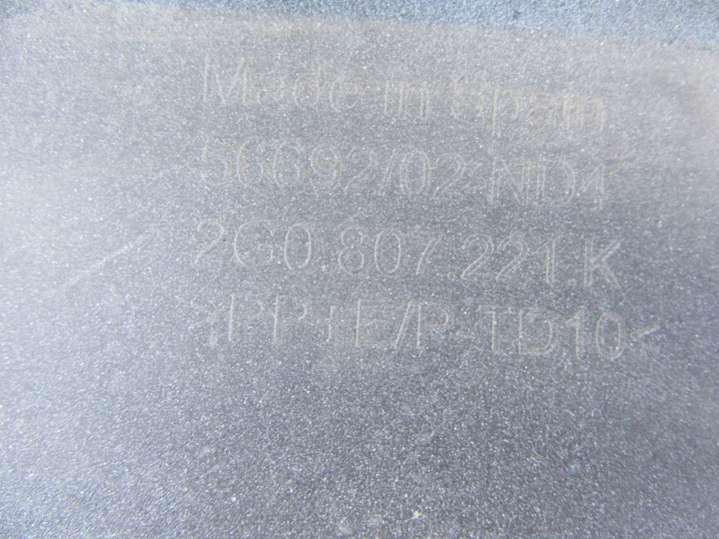 Made in Spain
56692/02 ND4
2G0.807.221.K
>PP+E/P-TD10<